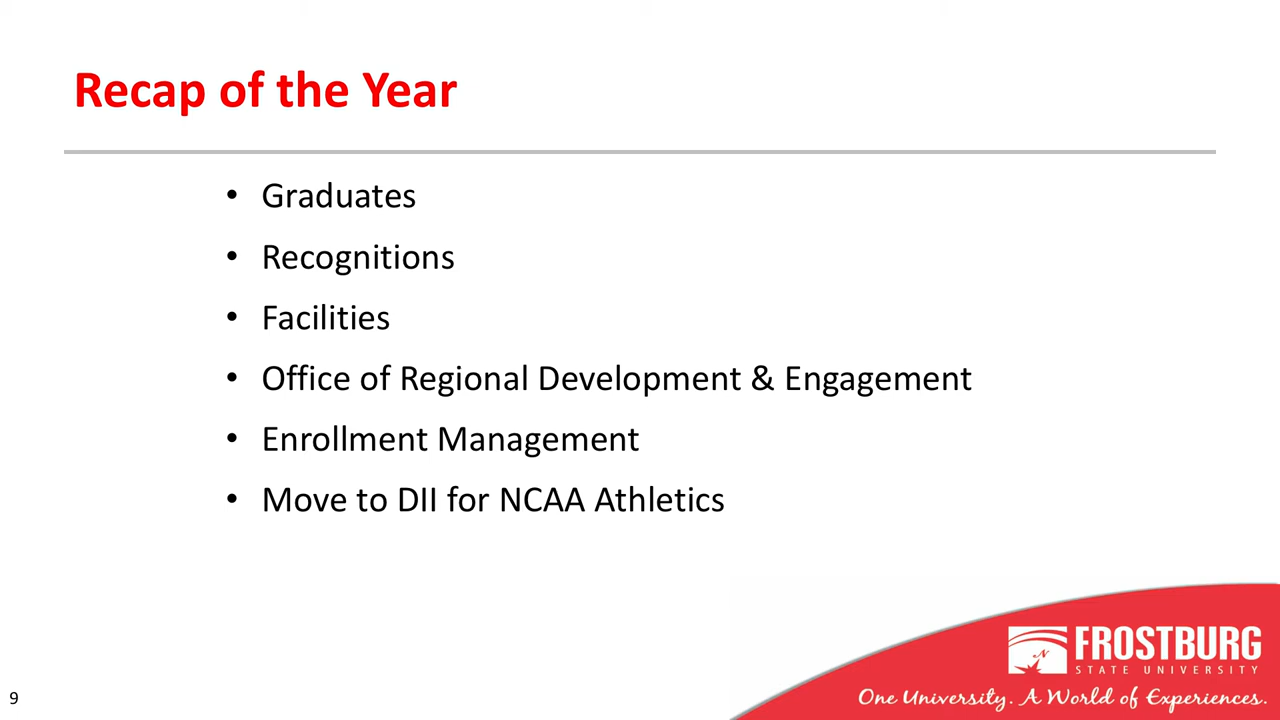 Recap of the Year
• Graduates
• Recognitions
• Facilities
• Office of Regional Development & Engagement
• Enrollment Management
• Move to DII for NCAA Athletics
FROSTBURG
STATE UNIVERSITY
One University. A World of Experiences.
9